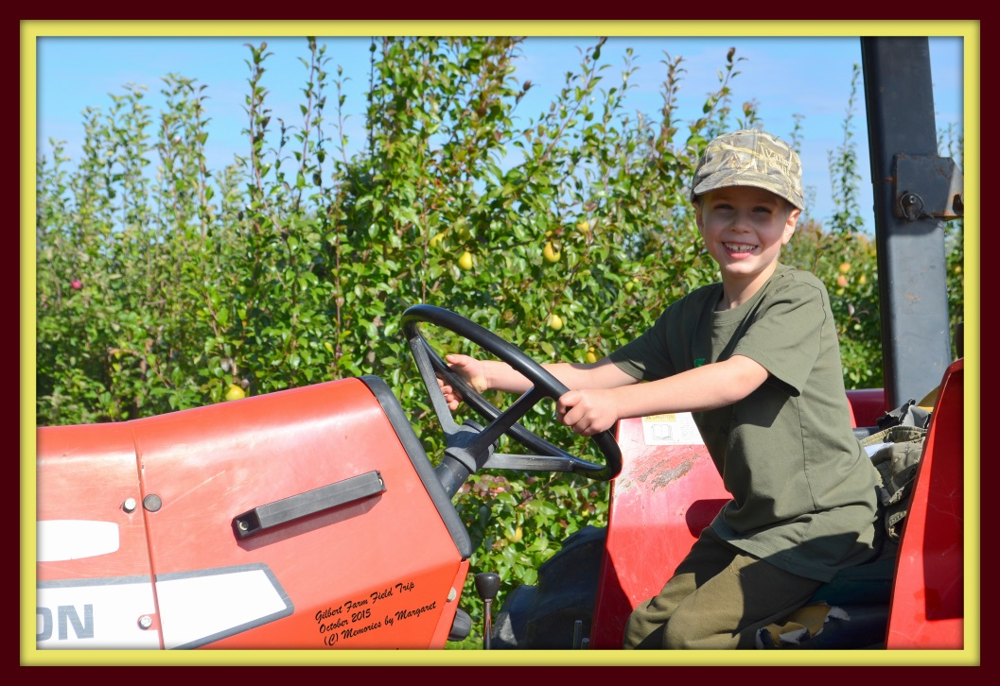 ON
Gilbert Farm Field Trip
October 2015
(C) Memories by Margaret